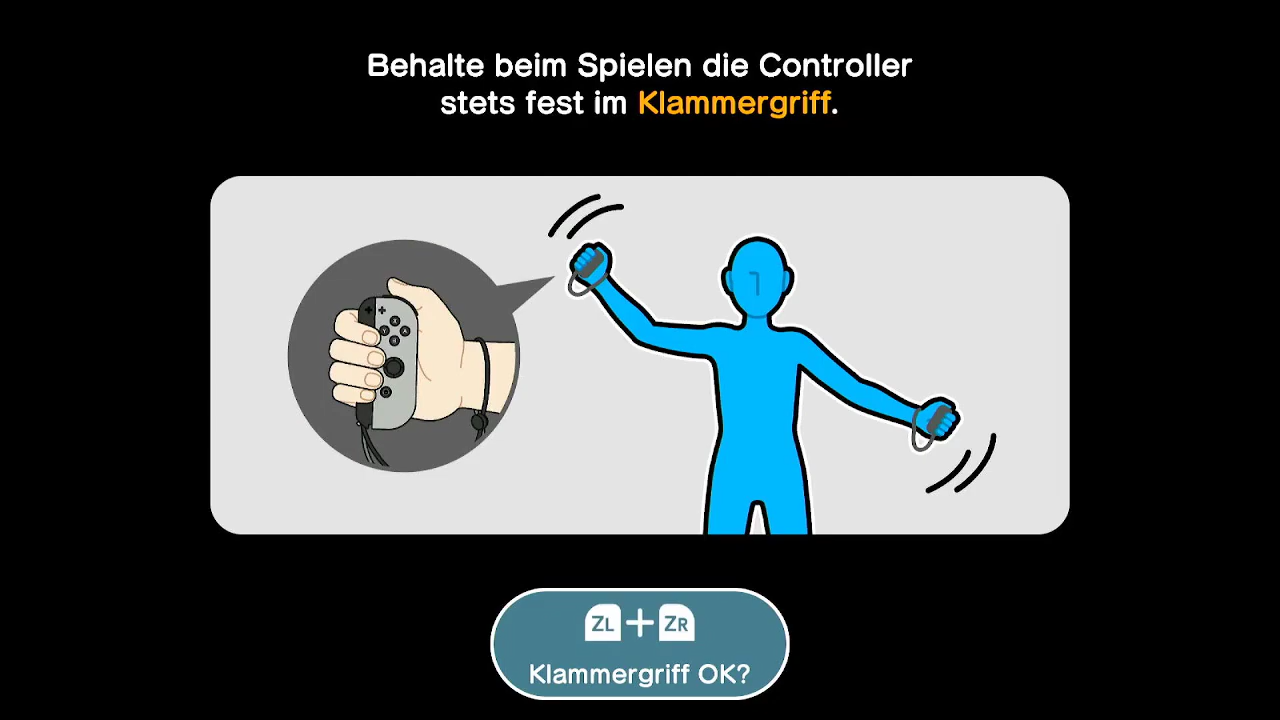 Behalte beim Spielen die Controller
stets fest im Klammergriff.
ZL+ZR
Klammergriff OK?